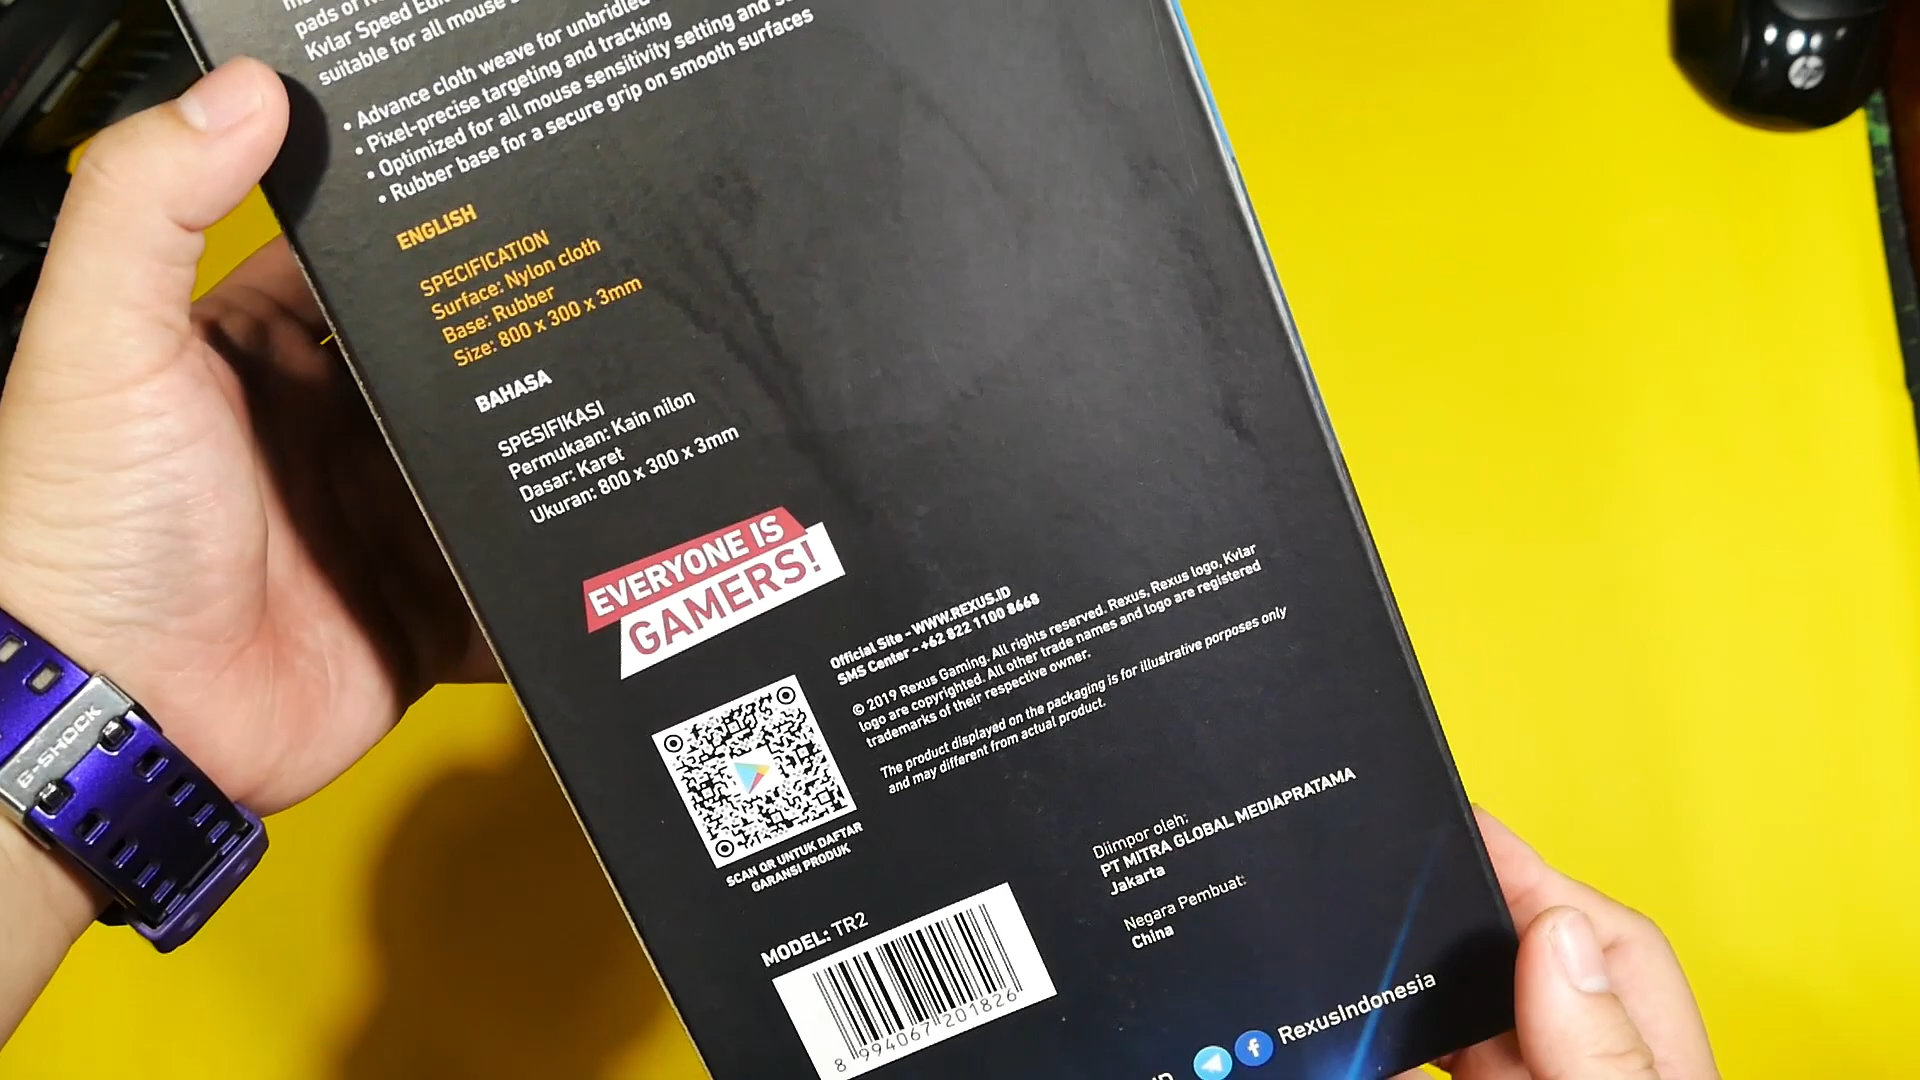 pads of
Kvlar Speed
suitable for all mouse
• Advance cloth weave for unbridled
• Pixel-precise targeting and tracking
• Optimized for all mouse sensitivity setting and
• Rubber base for a secure grip on smooth surfaces
ENGLISH
SPECIFICATION
Surface: Nylon cloth
Base: Rubber
Size: 800 x 300 x 3mm
BAHASA
SPESIFIKASI
Permukaan: Kain nilon
Dasar: Karet
Ukuran: 800 x 300 x 3mm
EVERYONE IS
GAMERS!
Official Site - WWW.REXUS.ID
SMS Center - +62 822 1100 8668
© 2019 Rexus Gaming. All rights reserved. Rexus, Rexus logo, Kvlar
logo are copyrighted. All other trade names and logo are registered
trademarks of their respective owner.
The product displayed on the packaging is for illustrative purposes only
and may different from actual product.
SCAN QR UNTUK DAFTAR
GARANSI PRODUK
Diimpor oleh:
PT MITRA GLOBAL MEDIAPRATAMA
Jakarta
Negara Pembuat:
China
MODEL: TR2
8 994067 201826
RexusIndonesia
G-SHOCK
hp